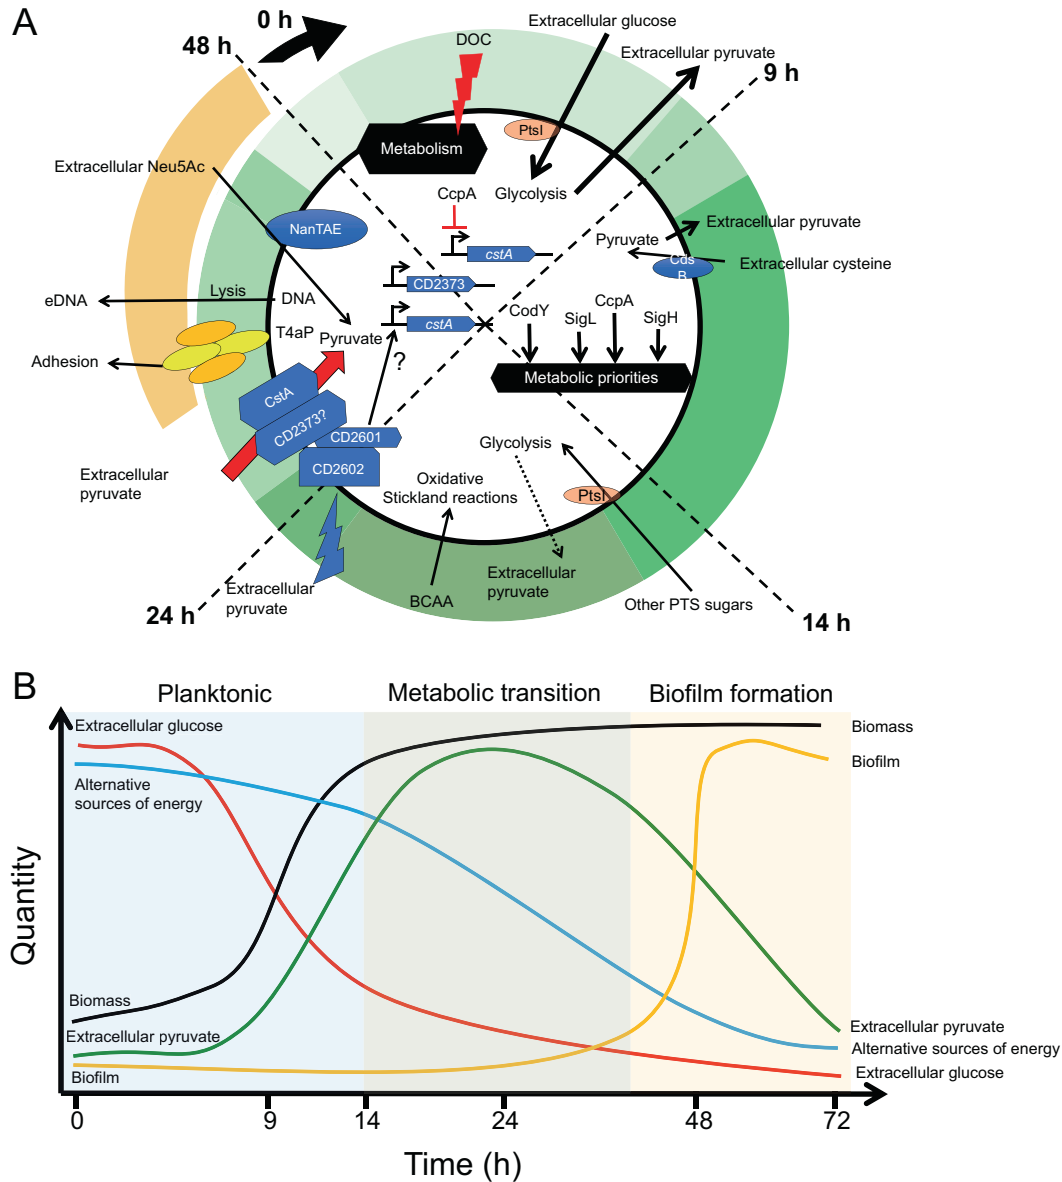 A
0 h
48 h
DOC
Extracellular glucose
Extracellular pyruvate
9 h
PtsI
Metabolism
Extracellular Neu5Ac
CcpA
Glycolysis
NanTAE
cstA
Pyruvate
Extracellular pyruvate
Cds
B
Extracellular cysteine
CD2373
Lysis
DNA
eDNA
T4aP
Pyruvate
cstA
?
CodY
SigL
CcpA
SigH
Metabolic priorities
Adhesion
CstA
CD2373?
CD2601
CD2602
Extracellular
pyruvate
Glycolysis
Oxidative
Stickland reactions
PtsI
Extracellular
pyruvate
Extracellular
pyruvate
BCAA
Other PTS sugars
24 h
14 h
B
Planktonic
Metabolic transition
Biofilm formation
Extracellular glucose
Biomass
Biofilm
Alternative
sources of energy
Quantity
Biomass
Extracellular pyruvate
Biofilm
Extracellular pyruvate
Alternative sources of energy
Extracellular glucose
0
9
14
24
48
72
Time (h)